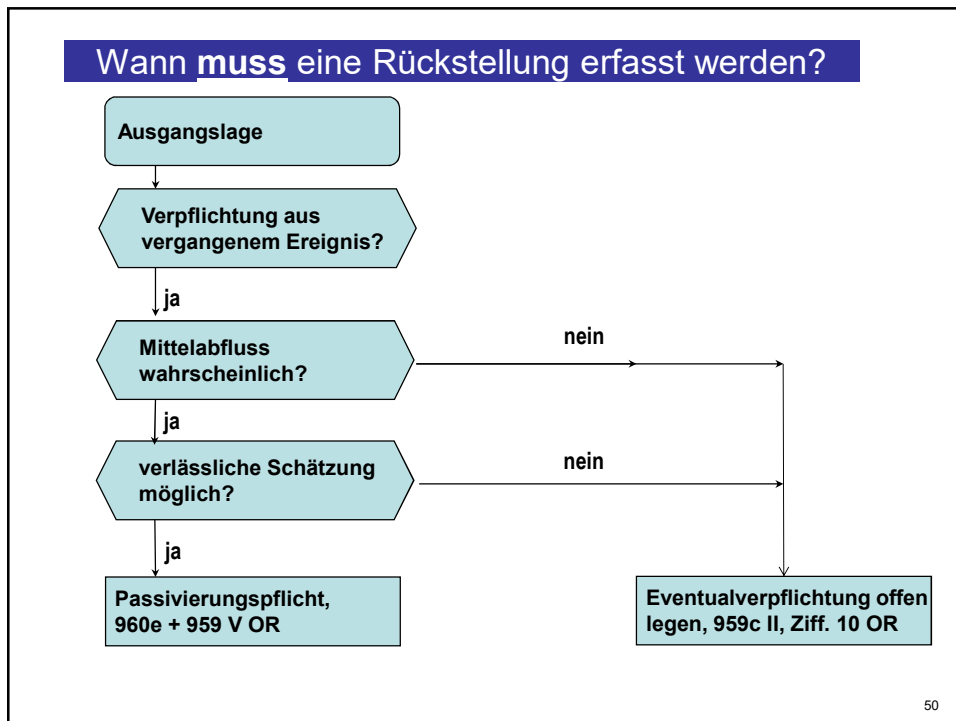 Wann muss eine Rückstellung erfasst werden?
Ausgangslage
Verpflichtung aus
vergangenem Ereignis?
ja
Mittelabfluss
wahrscheinlich?
nein
ja
verlässliche Schätzung
möglich?
nein
ja
Passivierungspflicht,
960e + 959 V OR
Eventualverpflichtung offen
legen, 959c II, Ziff. 10 OR
50